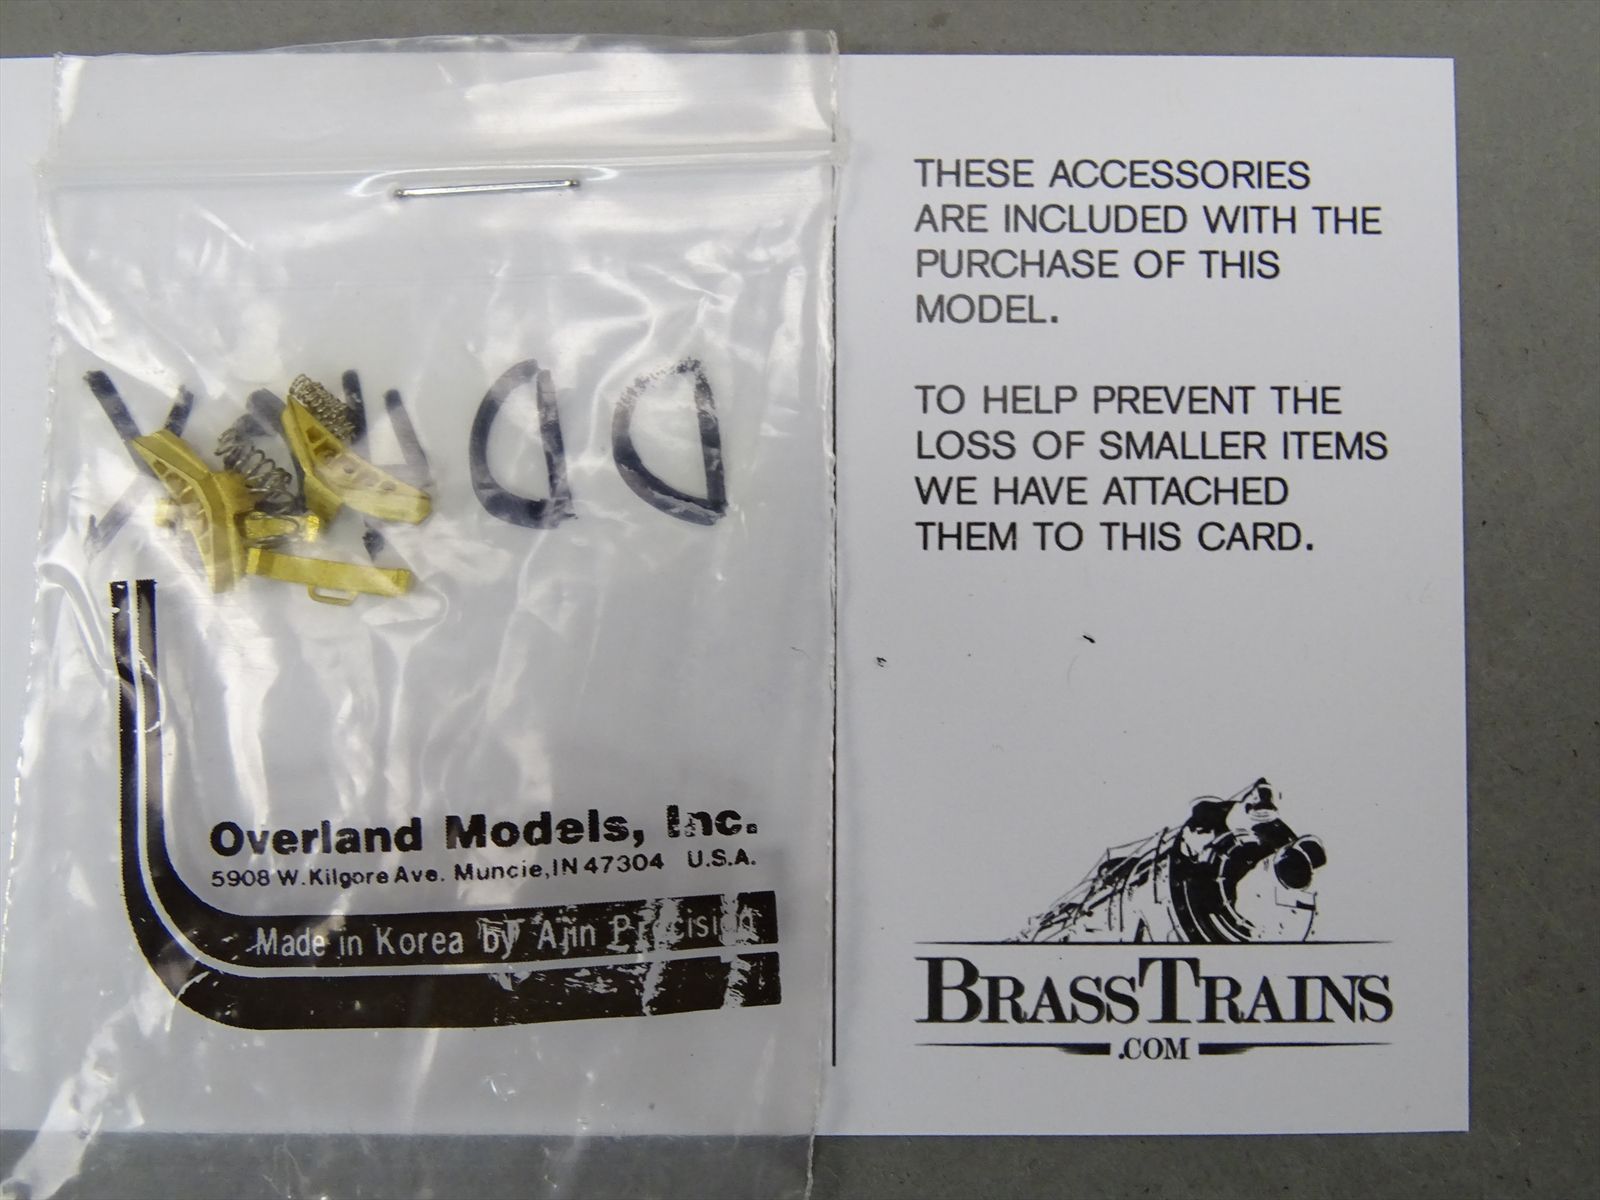 THESE ACCESSORIES
ARE INCLUDED WITH THE
PURCHASE OF THIS
MODEL.
TO HELP PREVENT THE
LOSS OF SMALLER ITEMS
WE HAVE ATTACHED
THEM TO THIS CARD.
Overland Models, Inc.
5908 W. Kilgore Ave. Muncie, IN 47304 U.S.A.
Made in Korea by Ajin Precision
BRASSTRAINS
.COM